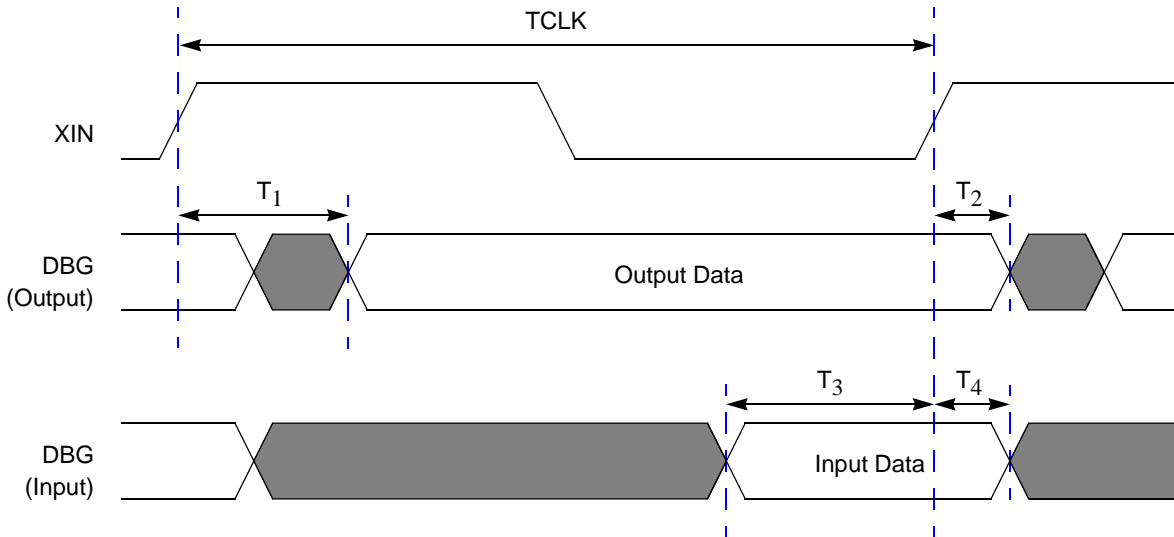 TCLK
XIN
T1
T2
DBG
(Output)
Output Data
T3
T4
DBG
(Input)
Input Data